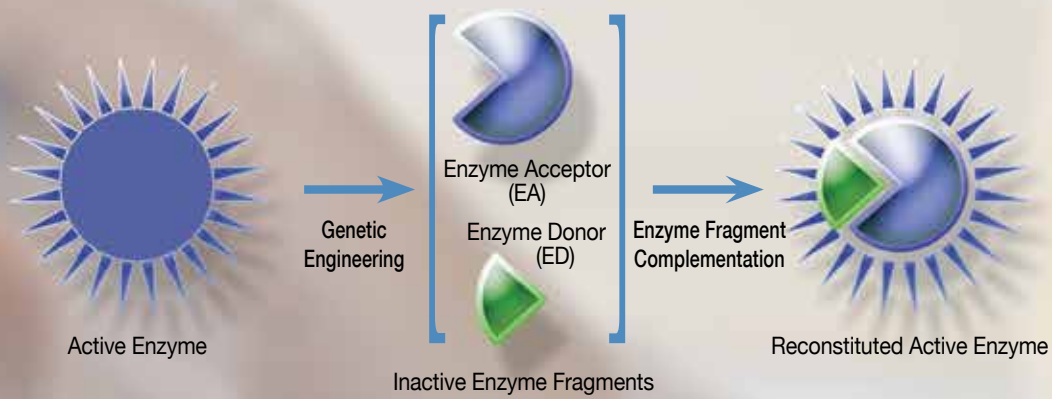 Active Enzyme
Genetic
Engineering
Enzyme Acceptor
(EA)
Enzyme Donor
(ED)
Inactive Enzyme Fragments
Enzyme Fragment
Complementation
Reconstituted Active Enzyme